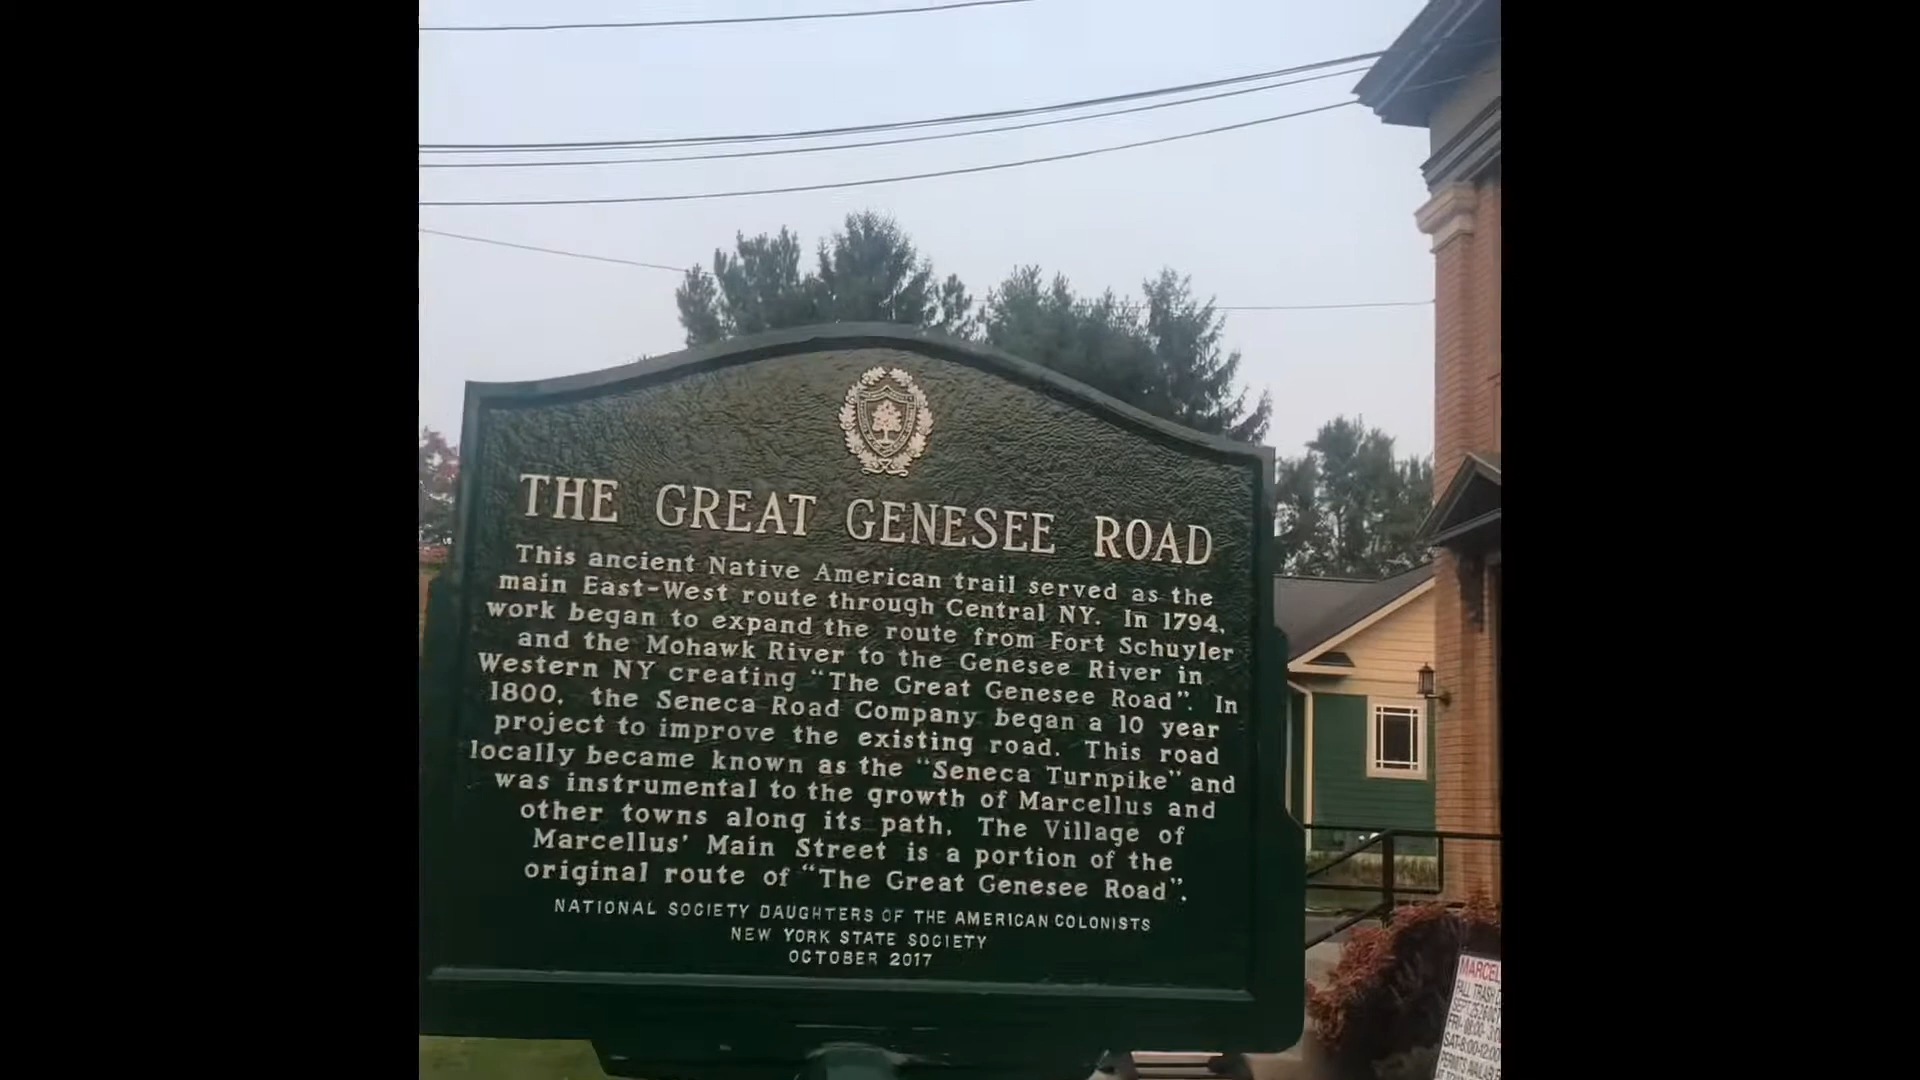 THE GREAT GENESEE ROAD
This ancient Native American trail served as the
main East-West route through Central NY. In 1794,
work began to expand the route from Fort Schuyler
and the Mohawk River to the Genesee River in
Western NY creating "The Great Genesee Road". In
1800, the Seneca Road Company began a 10 year
project to improve the existing road. This road
locally became known as the "Seneca Turnpike" and
was instrumental to the growth of Marcellus and
other towns along its path. The Village of
Marcellus' Main Street is a portion of the
original route of "The Great Genesee Road".
NATIONAL SOCIETY DAUGHTERS OF THE AMERICAN COLONISTS
NEW YORK STATE SOCIETY
OCTOBER 2017
MARCEL
FALL TRASH
PERMITS AVAILABLE